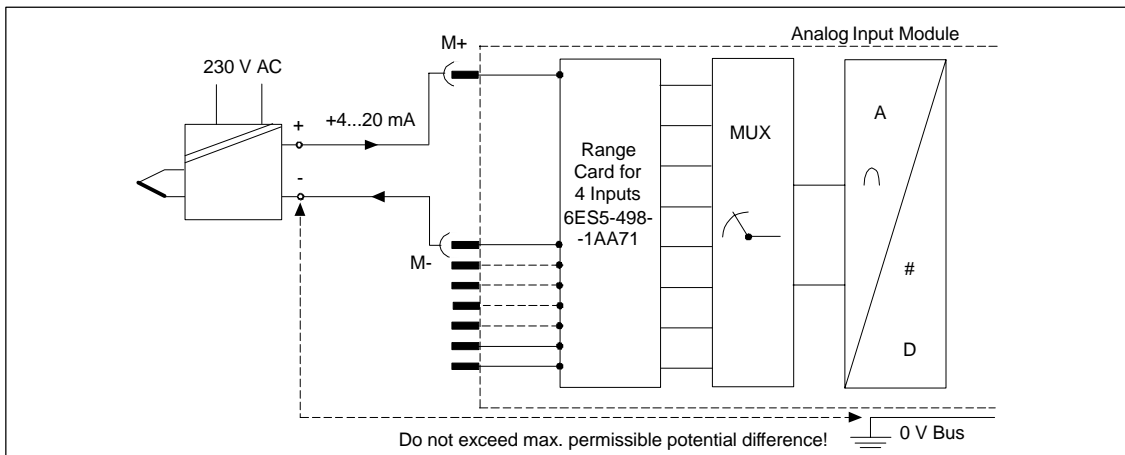 Analog Input Module
M+
230 V AC
+
+4...20 mA
-
M-
Range
Card for
4 Inputs
6ES5-498-
-1AA71
MUX
A
#
D
0 V Bus
Do not exceed max. permissible potential difference!